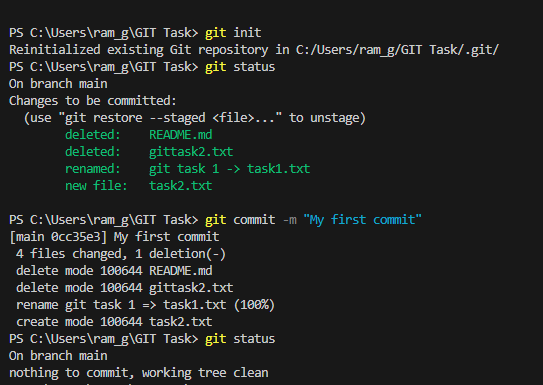 PS C:\Users\ram_g\GIT Task> git init
Reinitialized existing Git repository in C:/Users/ram_g/GIT Task/.git/
PS C:\Users\ram_g\GIT Task> git status
On branch main
Changes to be committed:
  (use "git restore --staged <file>..." to unstage)
        deleted:    README.md
        deleted:    gittask2.txt
        renamed:    git task 1 -> task1.txt
        new file:   task2.txt

PS C:\Users\ram_g\GIT Task> git commit -m "My first commit"
[main 0cc35e3] My first commit
 4 files changed, 1 deletion(-)
 delete mode 100644 README.md
 delete mode 100644 gittask2.txt
 rename git task 1 => task1.txt (100%)
 create mode 100644 task2.txt
PS C:\Users\ram_g\GIT Task> git status
On branch main
nothing to commit, working tree clean